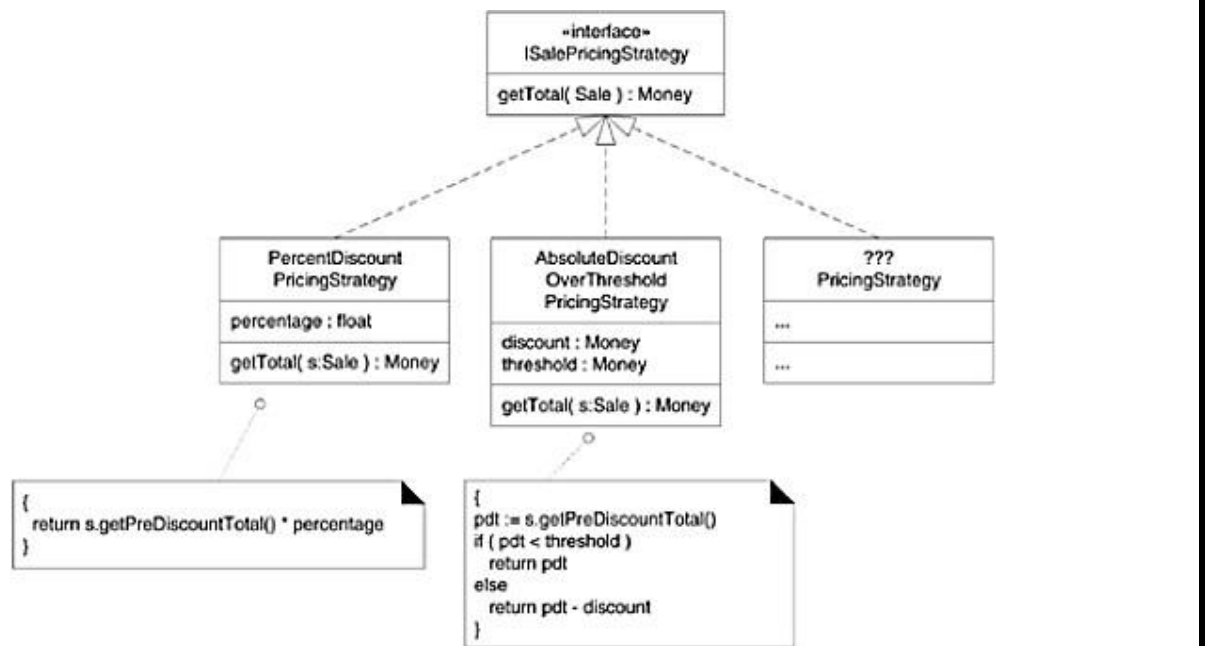 «interface»
ISalePricingStrategy
getTotal( Sale ) : Money
PercentDiscount
PricingStrategy
percentage : float
getTotal( s:Sale ) : Money
AbsoluteDiscount
OverThreshold
PricingStrategy
discount : Money
threshold : Money
getTotal( s:Sale ) : Money
???
PricingStrategy
...
...
{
return s.getPreDiscountTotal() * percentage
}
{
pdt := s.getPreDiscountTotal()
if ( pdt < threshold )
return pdt
else
return pdt - discount
}